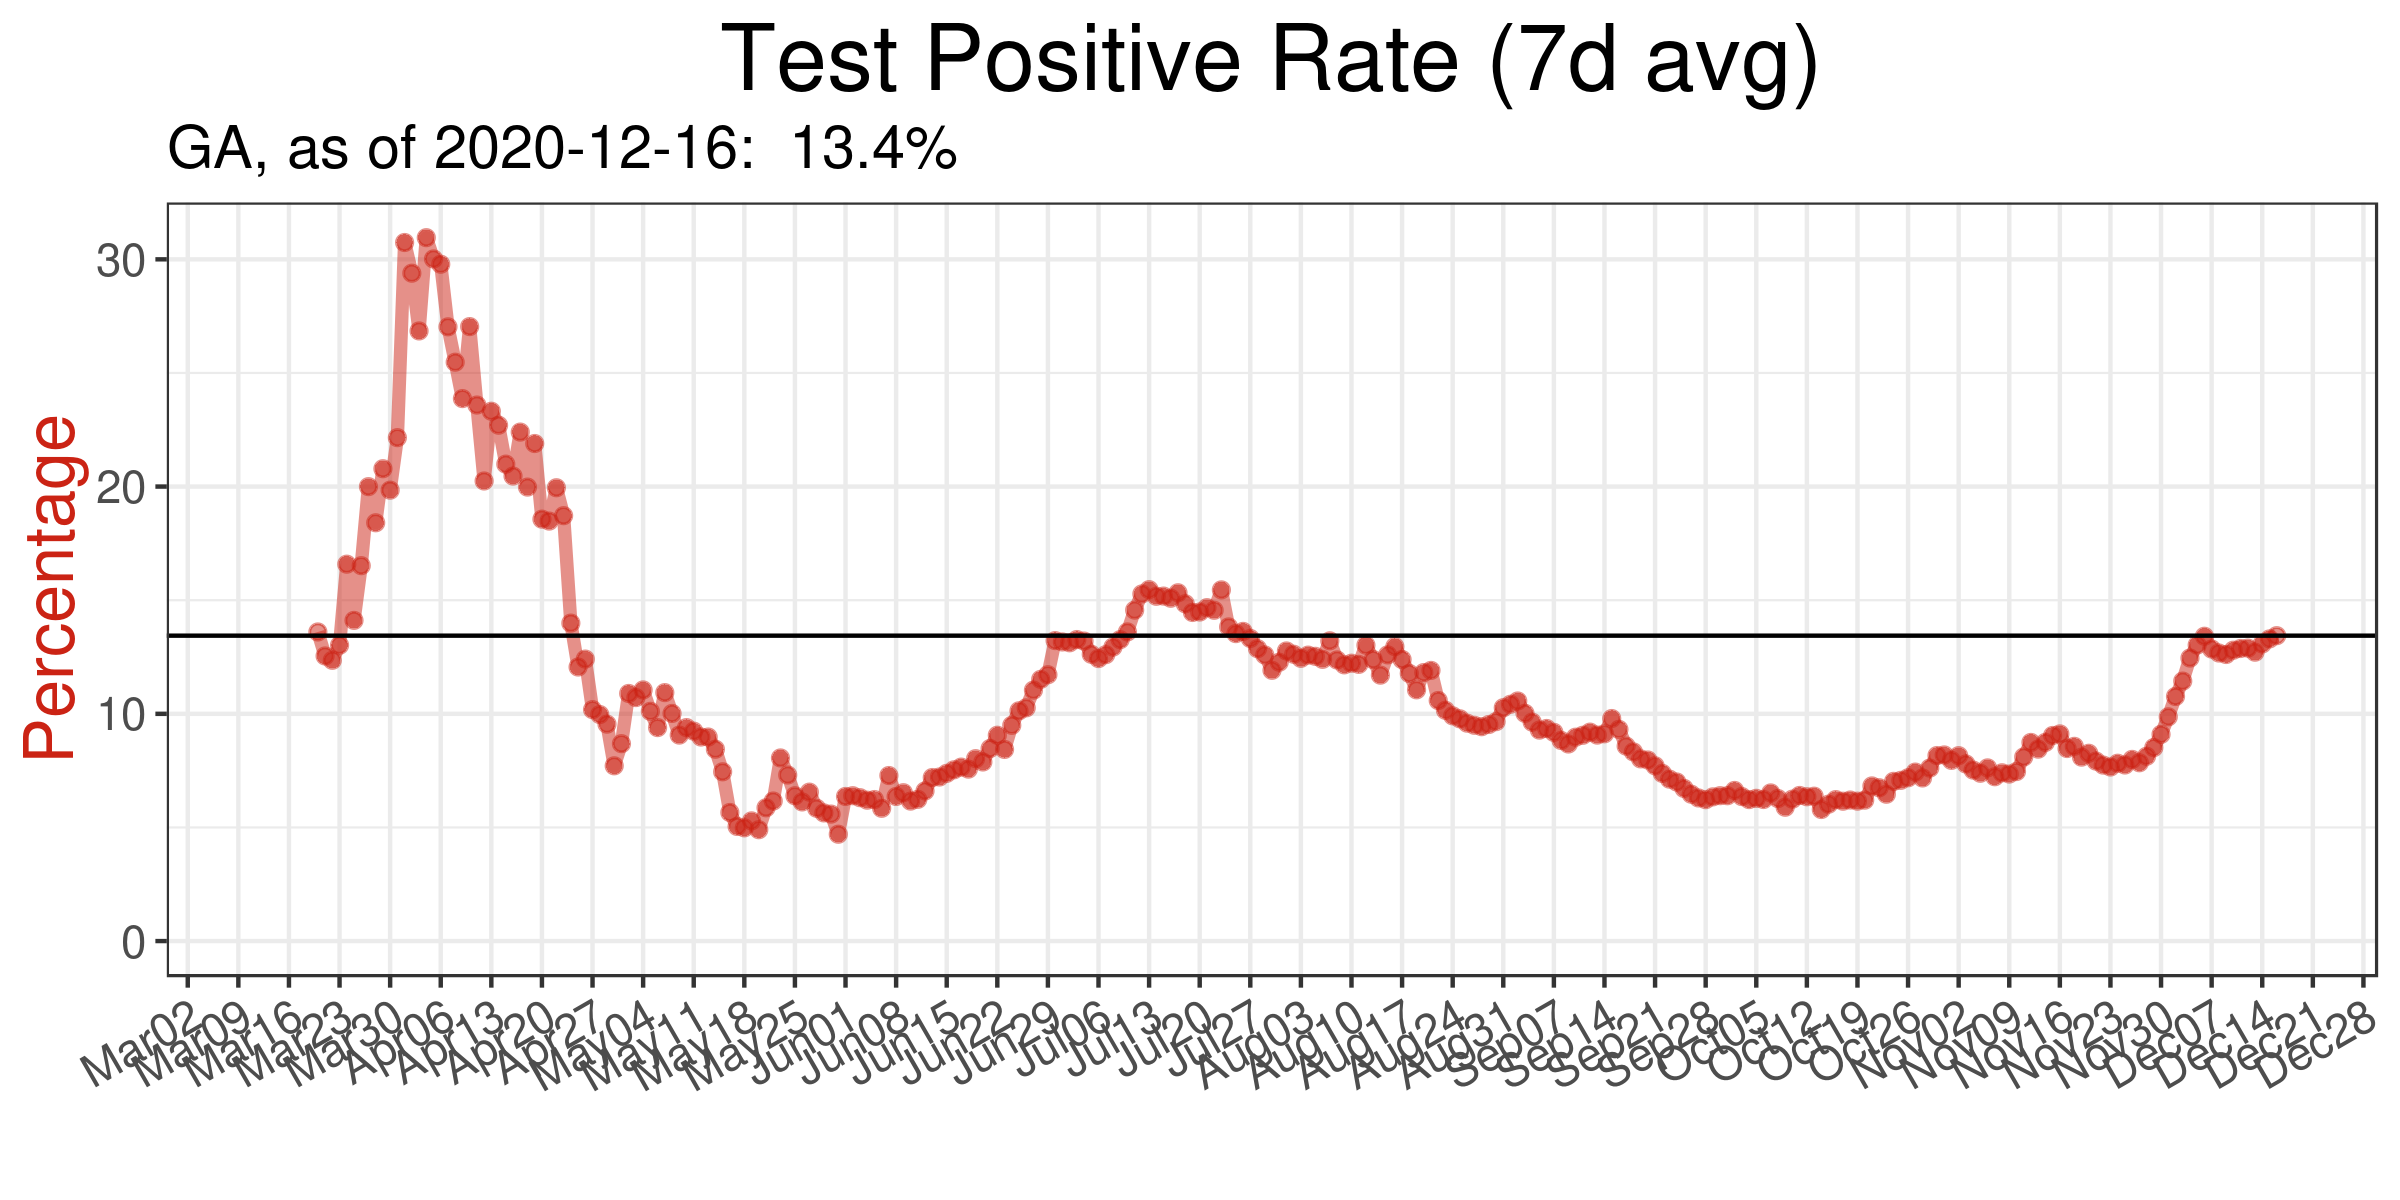 Test Positive Rate (7d avg)
GA, as of 2020-12-16:  13.4%
Percentage
30
20
10
0
Mar02
Mar09
Mar16
Mar23
Mar30
Apr06
Apr13
Apr20
Apr27
May04
May11
May18
May25
Jun01
Jun08
Jun15
Jun22
Jun29
Jul06
Jul13
Jul20
Jul27
Aug03
Aug10
Aug17
Aug24
Aug31
Sep07
Sep14
Sep21
Sep28
Oct05
Oct12
Oct19
Oct26
Nov02
Nov09
Nov16
Nov23
Nov30
Dec07
Dec14
Dec21
Dec28